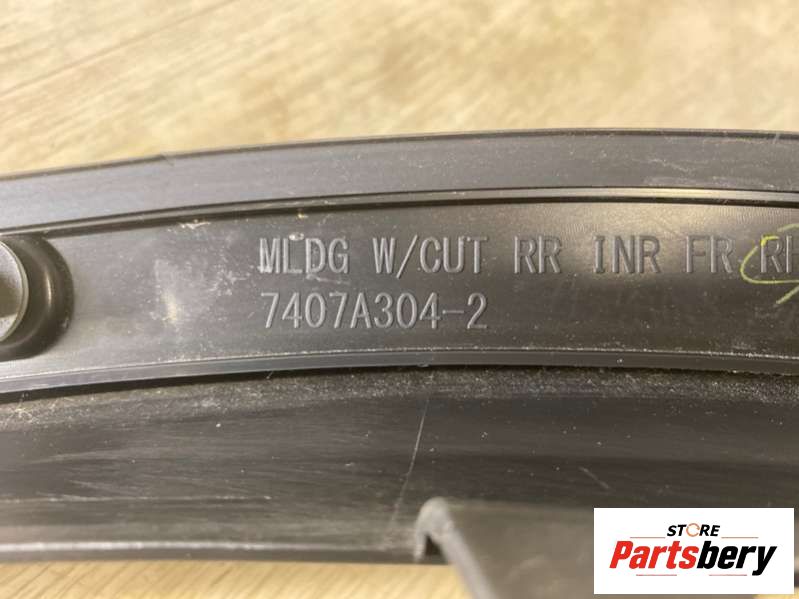 MLDG W/CUT RR INR FR
7407A304-2
STORE
Partsbery